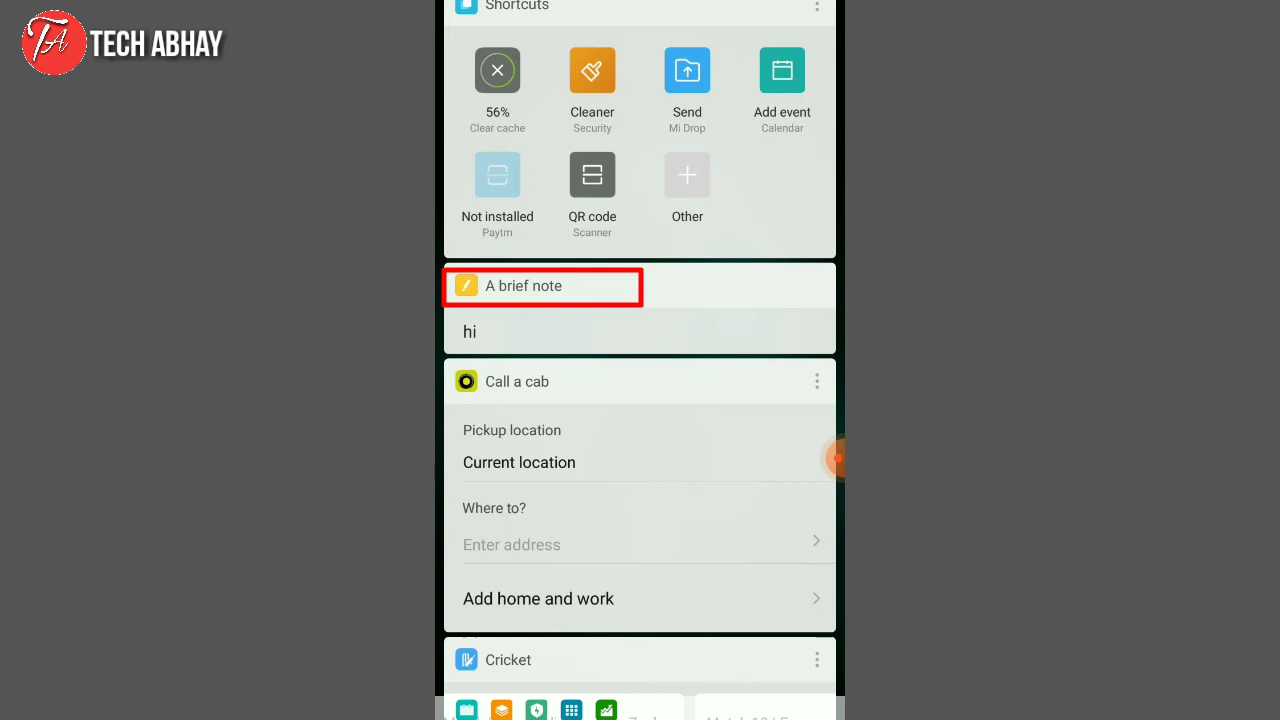 TECH ABHAY
Shortcuts
56%
Clear cache
Cleaner
Security
Send
Mi Drop
Add event
Calendar
Not installed
Paytm
QR code
Scanner
Other
A brief note
hi
Call a cab
Pickup location
Current location
Where to?
Enter address
Add home and work
Cricket